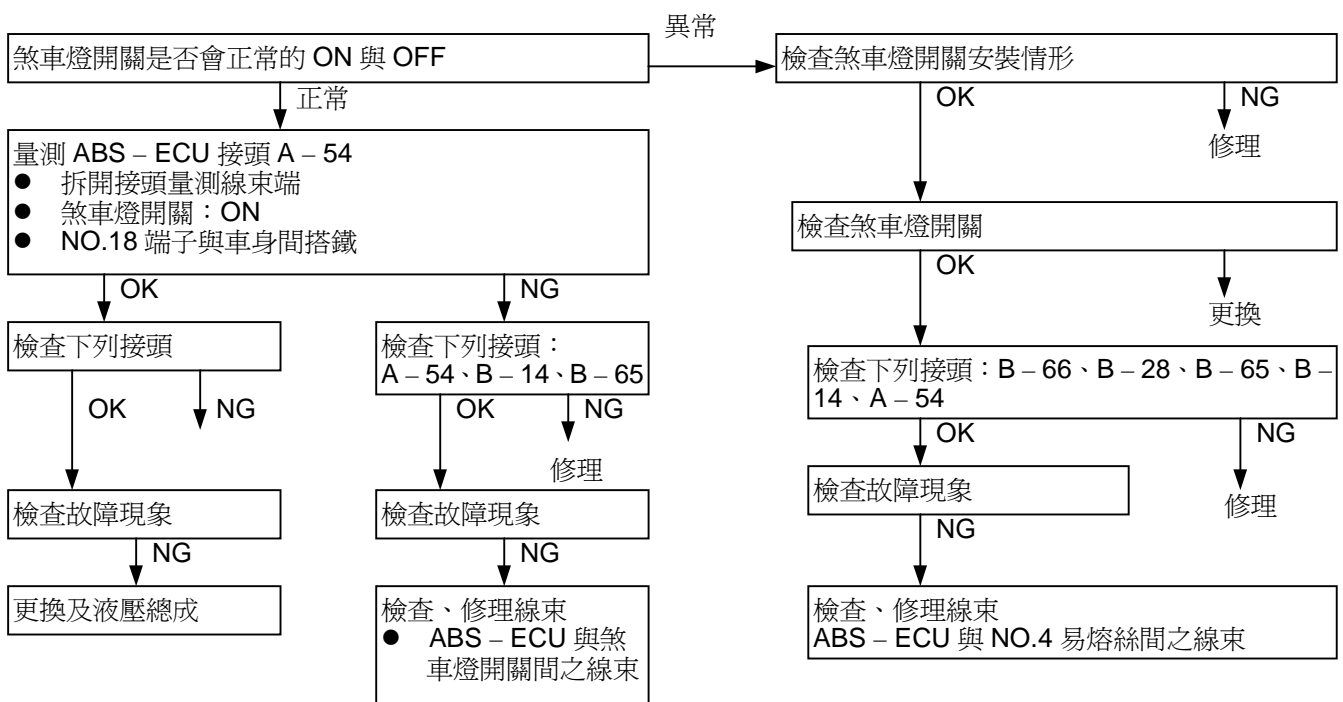 異常
煞車燈開關是否會正常的 ON 與 OFF
檢查煞車燈開關安裝情形
正常
OK
NG
修理
量測 ABS – ECU 接頭 A – 54
● 拆開接頭量測線束端
● 煞車燈開關：ON
● NO.18 端子與車身間搭鐵
檢查煞車燈開關
OK
更換
OK
NG
檢查下列接頭
檢查下列接頭：
A – 54、B – 14、B – 65
檢查下列接頭：B – 66、B – 28、B – 65、B –
14、A – 54
OK
NG
OK
NG
修理
OK
NG
修理
檢查故障現象
檢查故障現象
檢查故障現象
NG
NG
NG
更換及液壓總成
檢查、修理線束
● ABS – ECU 與煞
車燈開關間之線束
檢查、修理線束
ABS – ECU 與 NO.4 易熔絲間之線束